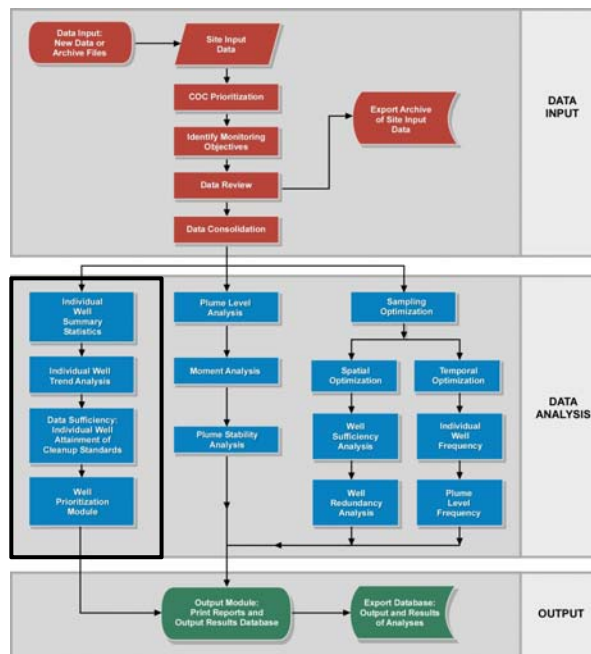 Data Input:
New Data or
Archive Files
Site Input
Data
COC Prioritization
Identify Monitoring
Objectives
Data Review
Data Consolidation
Export Archive
of Site Input
Data
DATA
INPUT
Individual
Well
Summary
Statistics
Individual Well
Trend Analysis
Data Sufficiency:
Individual Well
Attainment of
Cleanup Standards
Well
Prioritization
Module
Plume Level
Analysis
Moment Analysis
Plume Stability
Analysis
Sampling
Optimization
Spatial
Optimization
Well
Sufficiency
Analysis
Well
Redundancy
Analysis
Temporal
Optimization
Individual
Well
Frequency
Plume
Level
Frequency
DATA
ANALYSIS
Output Module:
Print Reports and
Output Results Database
Export Database:
Output and Results
of Analyses
OUTPUT